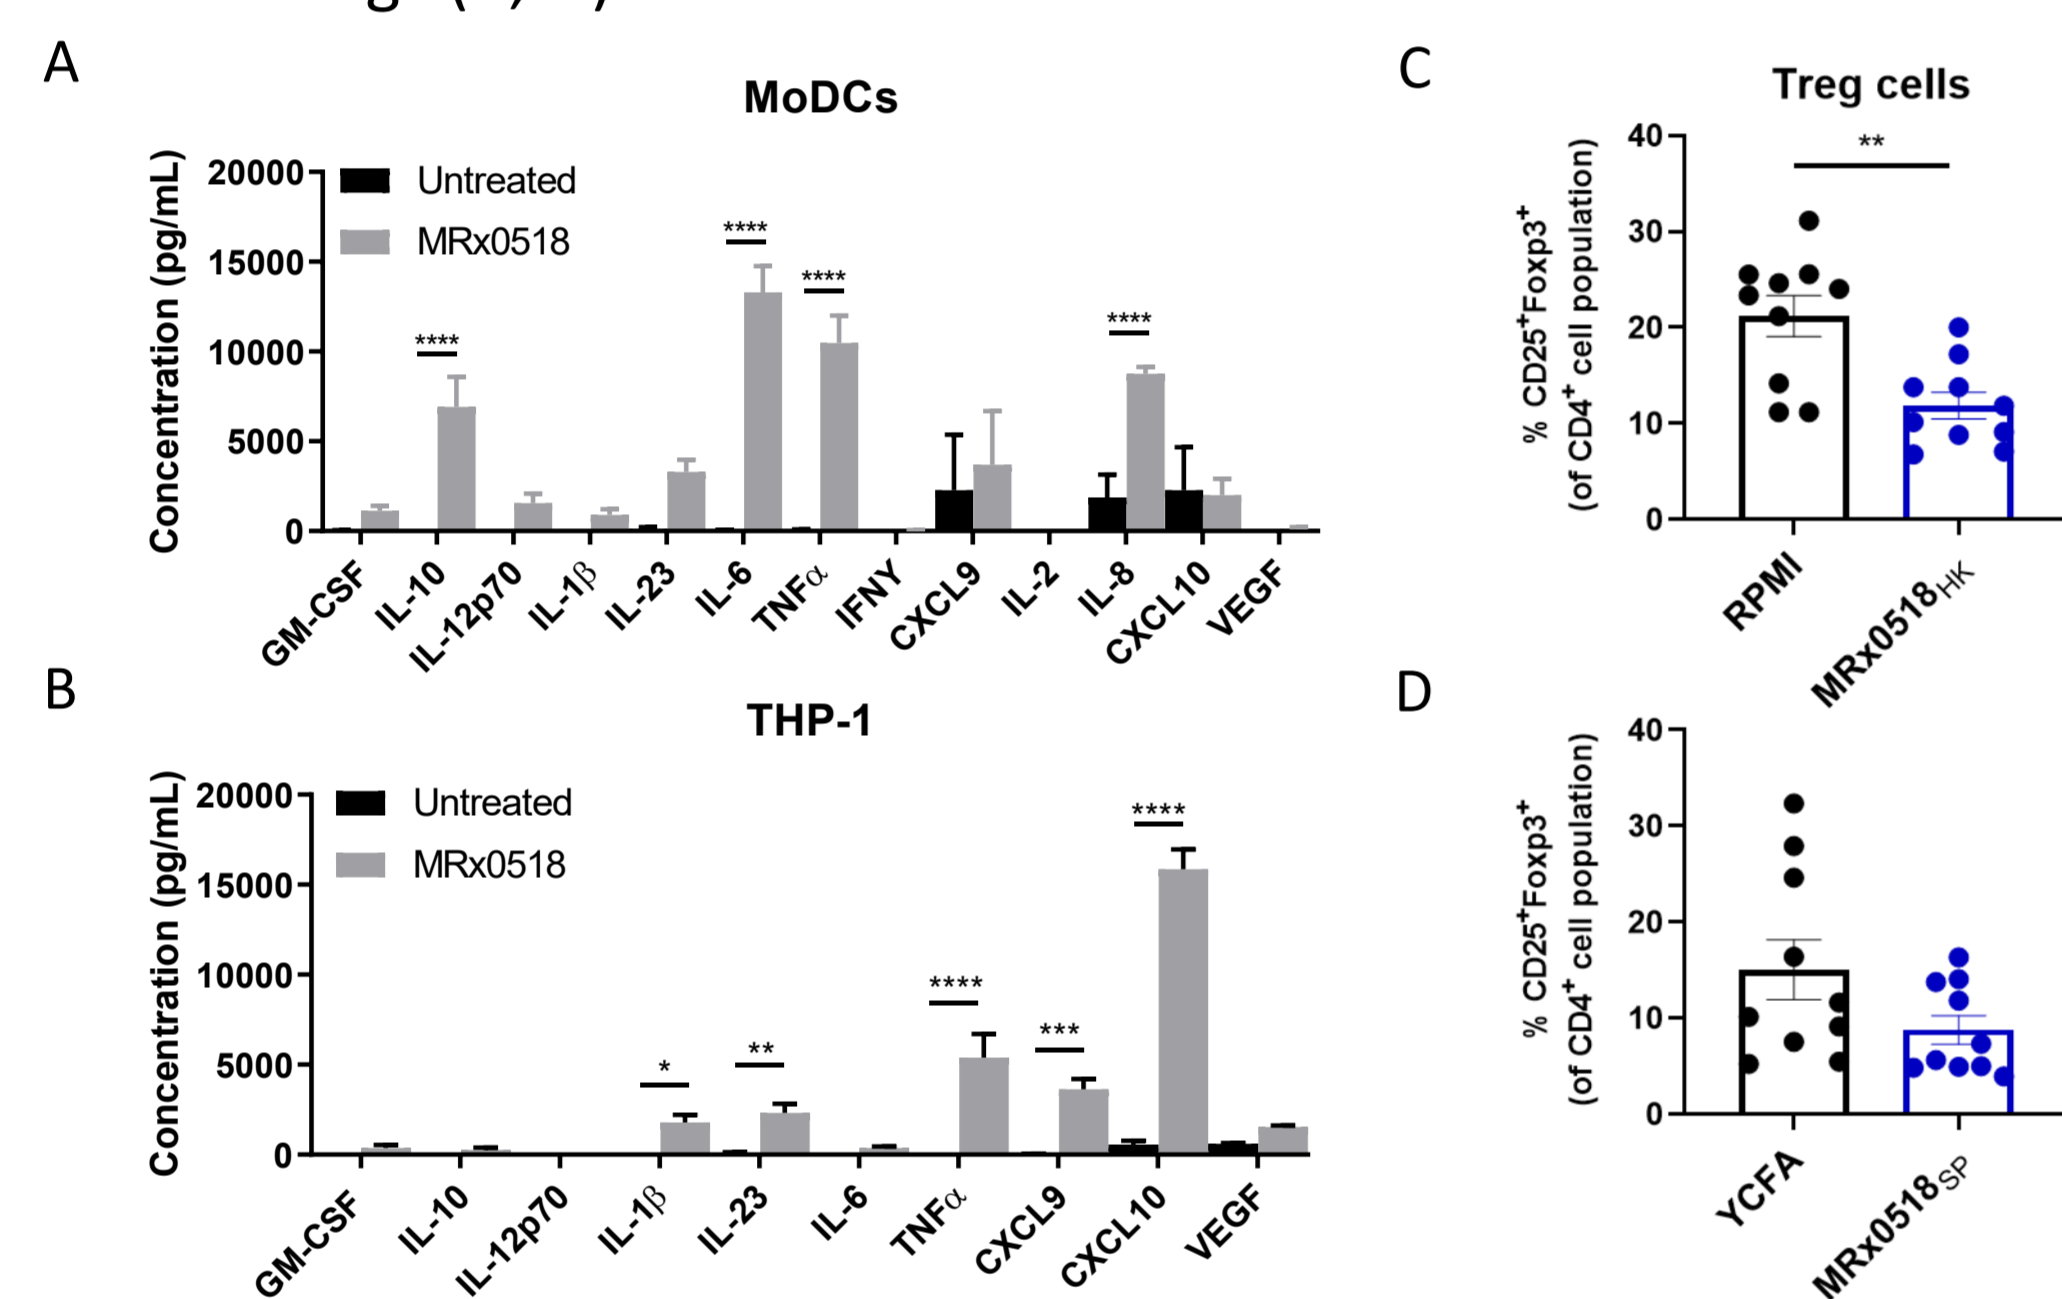 A
MoDCs
Concentration (pg/mL)
20000
15000
10000
5000
0
Untreated
MRx0518
****
****
****
****
GM-CSF
IL-10
IL-12p70
IL-1β
IL-23
IL-6
TNFα
IFNY
CXCL9
IL-2
IL-8
CXCL10
VEGF
B
THP-1
Concentration (pg/mL)
20000
15000
10000
5000
0
Untreated
MRx0518
*
**
****
***
****
GM-CSF
IL-10
IL-12p70
IL-1β
IL-23
IL-6
TNFα
CXCL9
CXCL10
VEGF
C
Treg cells
% CD25⁺Foxp3⁺
(of CD4⁺ cell population)
40
30
20
10
0
**
RPMI
MRx0518HK
D
% CD25⁺Foxp3⁺
(of CD4⁺ cell population)
40
30
20
10
0
YCFA
MRx0518SP